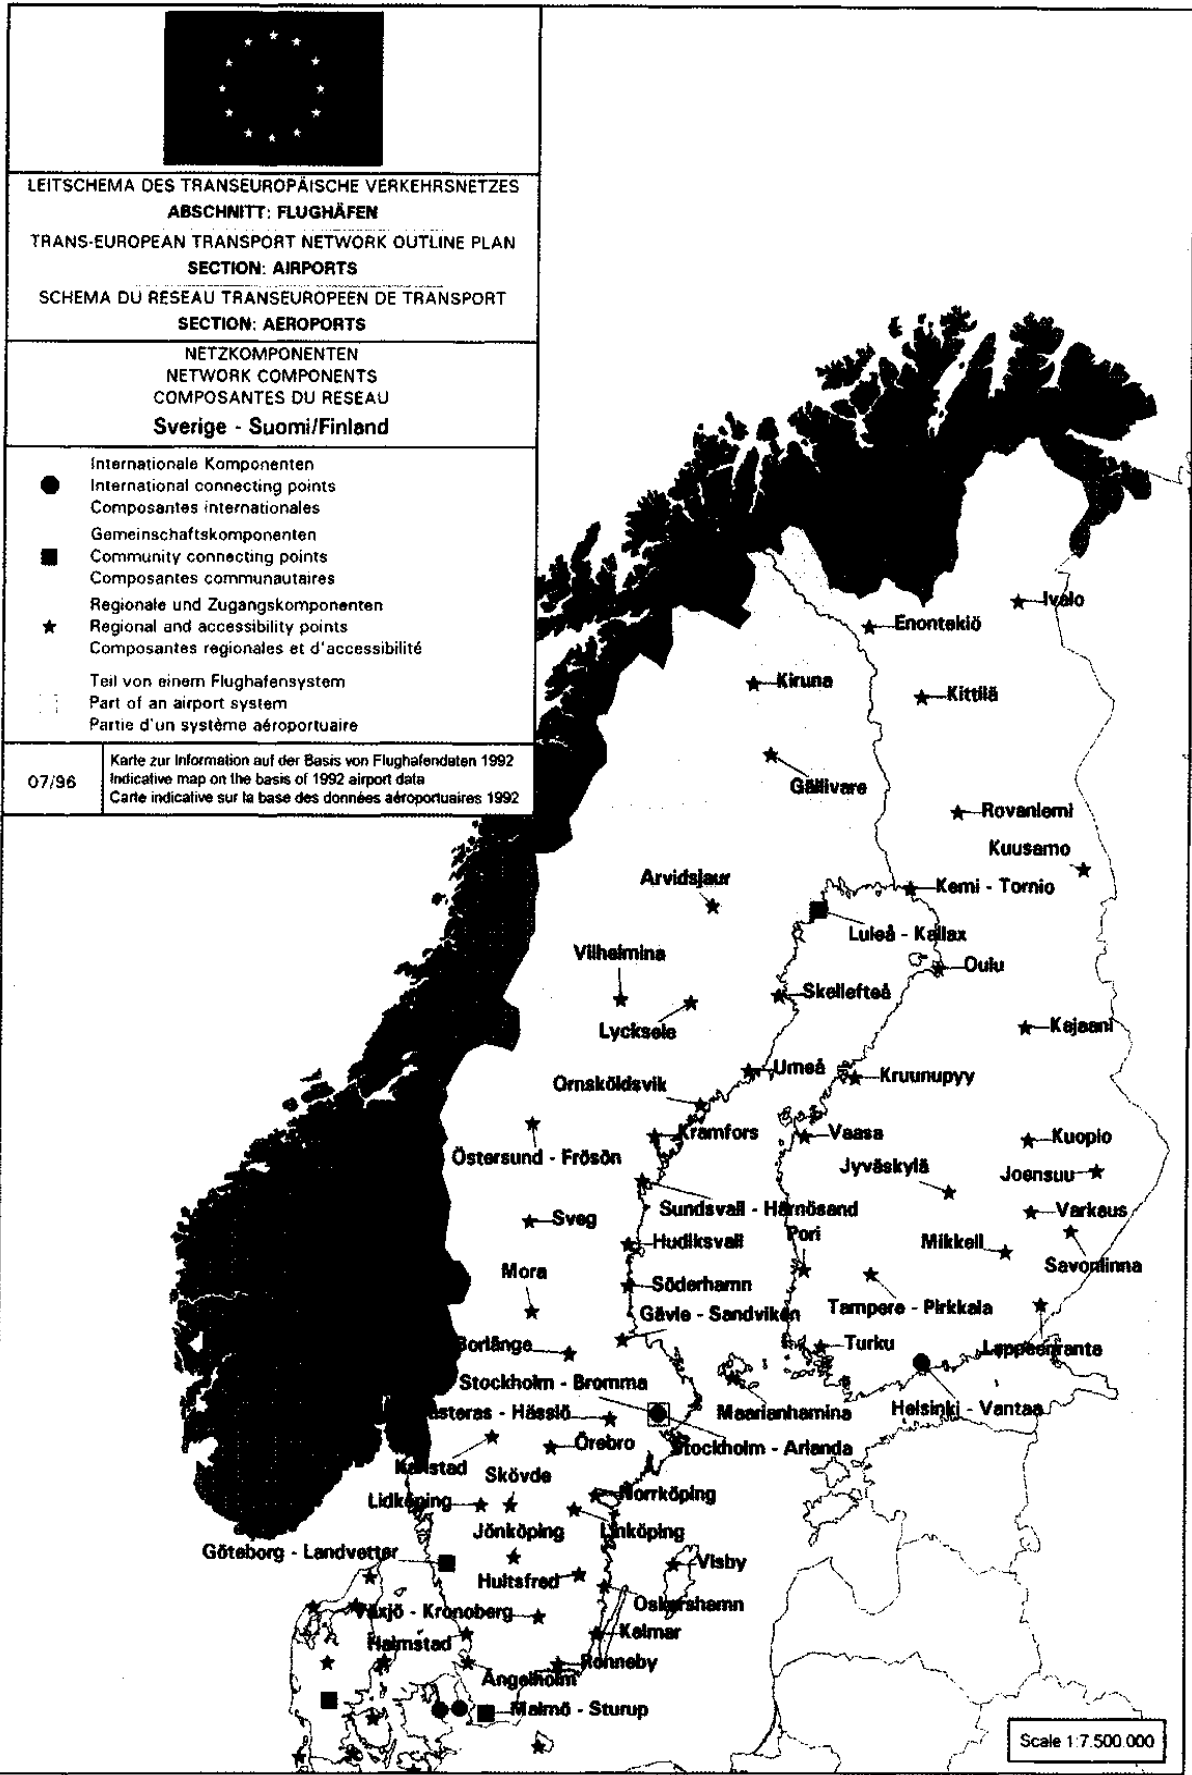 LEITSCHEMA DES TRANSEUROPÄISCHE VERKEHRSNETZES
ABSCHNITT: FLUGHÄFEN
TRANS-EUROPEAN TRANSPORT NETWORK OUTLINE PLAN
SECTION: AIRPORTS
SCHEMA DU RESEAU TRANSEUROPEEN DE TRANSPORT
SECTION: AEROPORTS
NETZKOMPONENTEN
NETWORK COMPONENTS
COMPOSANTES DU RESEAU
Sverige - Suomi/Finland
Internationale Komponenten
International connecting points
Composantes internationales
Gemeinschaftskomponenten
Community connecting points
Composantes communautaires
Regionale und Zugangskomponenten
Regional and accessibility points
Composantes regionales et d'accessibilité
Teil von einem Flughafensystem
Part of an airport system
Partie d'un système aéroportuaire
07/96
Karte zur Information auf der Basis von Flughafendaten 1992
Indicative map on the basis of 1992 airport data
Carte indicative sur la base des données aéroportuaires 1992
Ivalo
Enontekiö
Kiruna
Kittilä
Gällivare
Rovaniemi
Kuusamo
Arvidsjaur
Kemi - Tornio
Luleå - Kallax
Vilhelmina
Oulu
Skellefteå
Lycksele
Kajaani
Umeå
Kruunupyy
Ornsköldsvik
Kramfors
Vaasa
Kuopio
Östersund - Frösön
Jyväskylä
Joensuu
Sundsvall - Härnösand
Varkaus
Sveg
Pori
Hudiksvall
Mikkeli
Savonlinna
Mora
Söderhamn
Tampere - Pirkkala
Gävle - Sandviken
Borlänge
Turku
Lappeenranta
Stockholm - Bromma
Maarianhamina
Helsinki - Vantaa
steras - Hässlö
Örebro
Stockholm - Arlanda
Karlstad
Skövde
Lidköping
Norrköping
Jönköping
Linköping
Göteborg - Landvetter
Visby
Hultsfred
Oskarshamn
Växjö - Kronoberg
Kalmar
Halmstad
Ronneby
Ängelholm
Malmö - Sturup
Scale 1:7.500.000